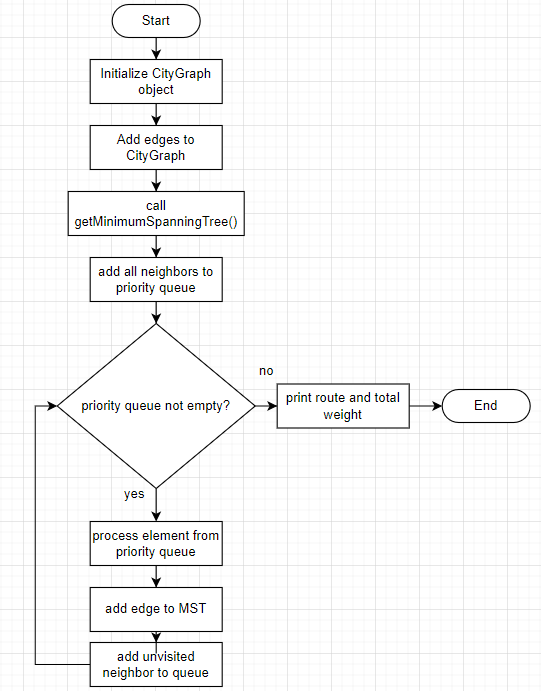 Start
Initialize CityGraph
object
Add edges to
CityGraph
call
getMinimumSpanningTree()
add all neighbors to
priority queue
priority queue not empty?
no
print route and total
weight
End
yes
process element from
priority queue
add edge to MST
add unvisited
neighbor to queue